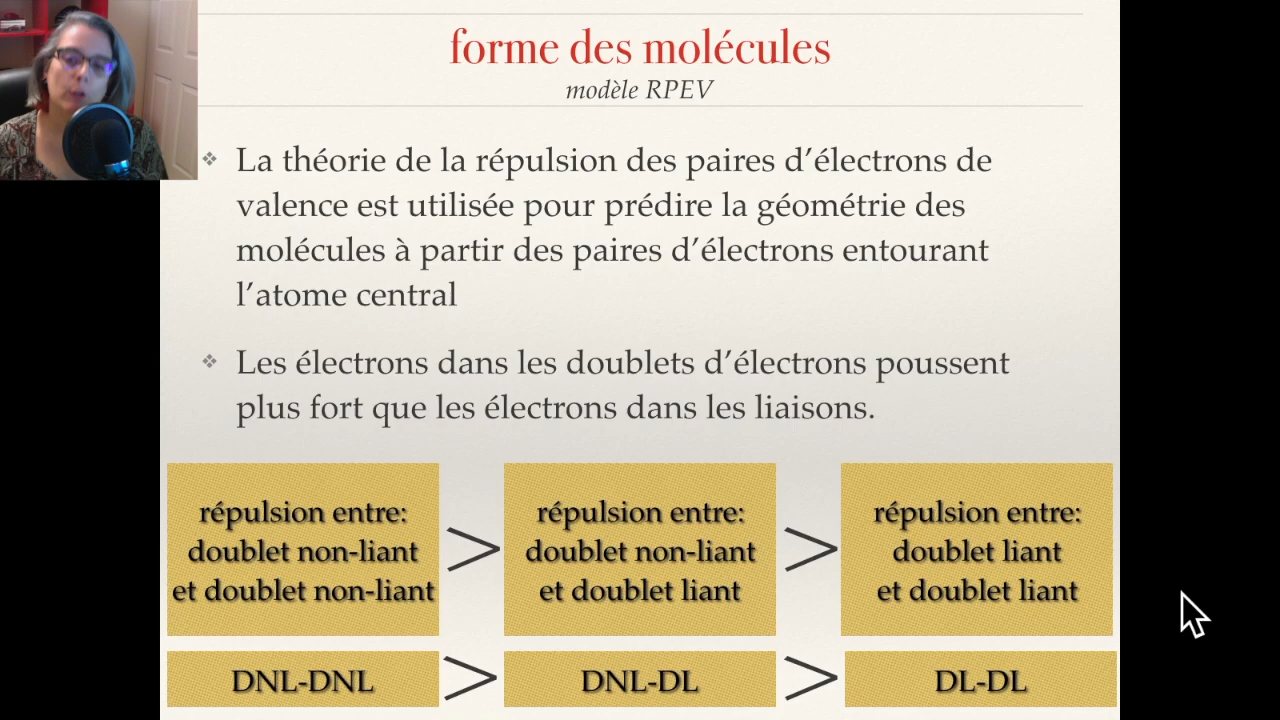 forme des molécules
modèle RPEV
❖ La théorie de la répulsion des paires d’électrons de
valence est utilisée pour prédire la géométrie des
molécules à partir des paires d’électrons entourant
l’atome central
❖ Les électrons dans les doublets d’électrons poussent
plus fort que les électrons dans les liaisons.
répulsion entre:
doublet non-liant
et doublet non-liant
>
répulsion entre:
doublet non-liant
et doublet liant
>
répulsion entre:
doublet liant
et doublet liant
DNL-DNL > DNL-DL > DL-DL